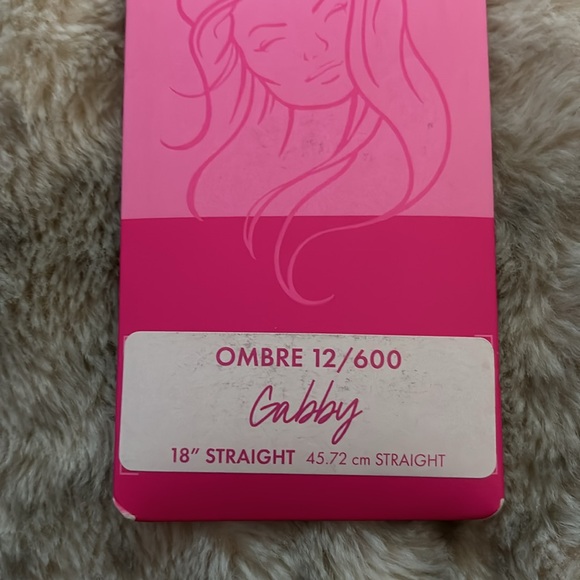 OMBRE 12/600
Gabby
18” STRAIGHT 45.72 cm STRAIGHT